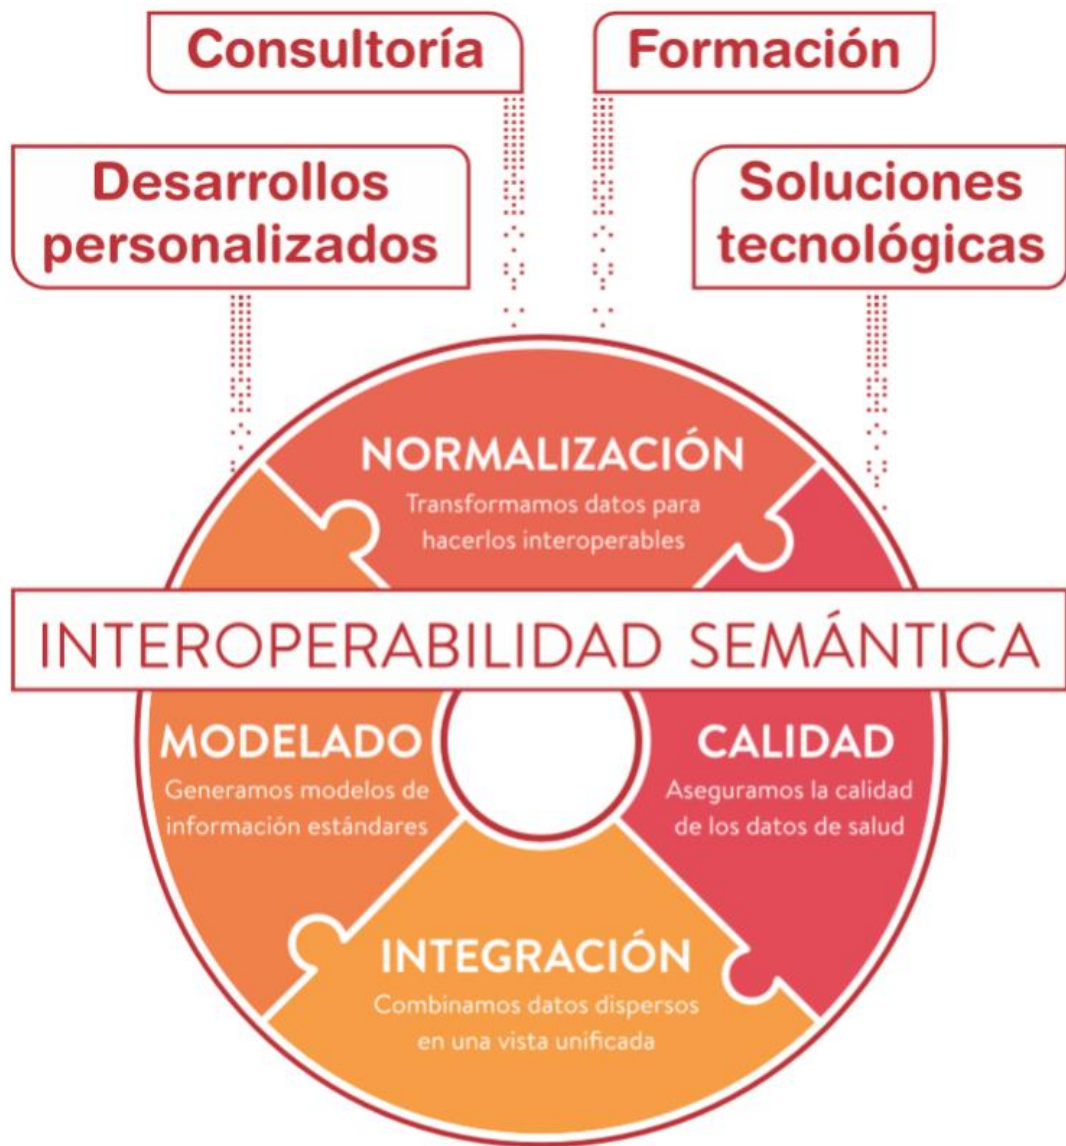 Consultoría
Formación
Desarrollos
personalizados
Soluciones
tecnológicas
NORMALIZACIÓN
Transformamos datos para
hacerlos interoperables
INTEROPERABILIDAD SEMÁNTICA
MODELADO
Generamos modelos de
información estándares
CALIDAD
Aseguramos la calidad
de los datos de salud
INTEGRACIÓN
Combinamos datos dispersos
en una vista unificada